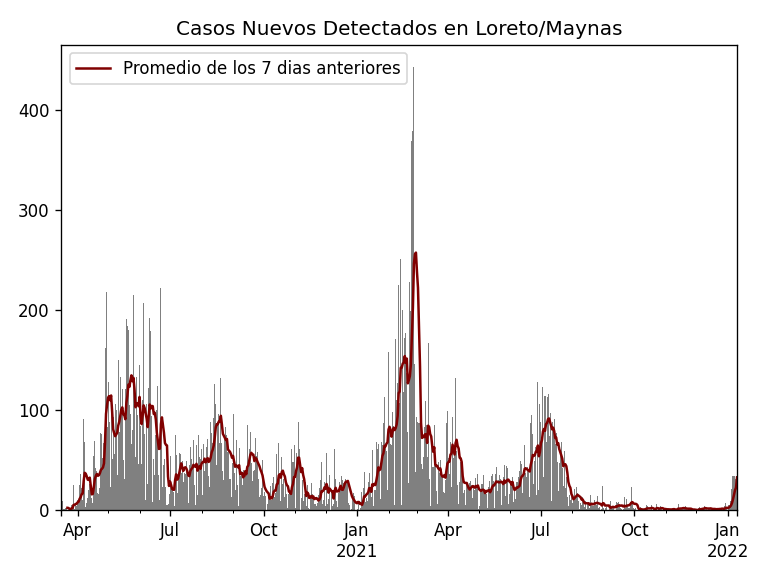 Casos Nuevos Detectados en Loreto/Maynas
Promedio de los 7 dias anteriores
400
300
200
100
0
Apr Jul Oct Jan Apr Jul Oct Jan
2021 2022